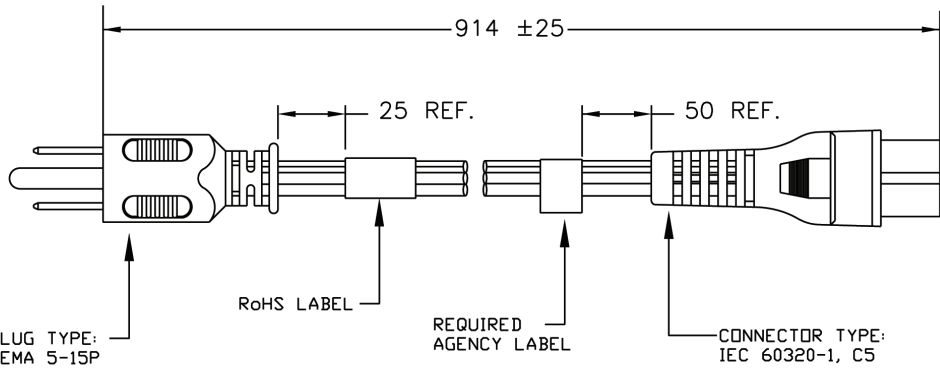 914 ±25
25 REF.
50 REF.
RoHS LABEL
REQUIRED
AGENCY LABEL
CONNECTOR TYPE:
IEC 60320-1, C5
LUG TYPE:
EMA 5-15P